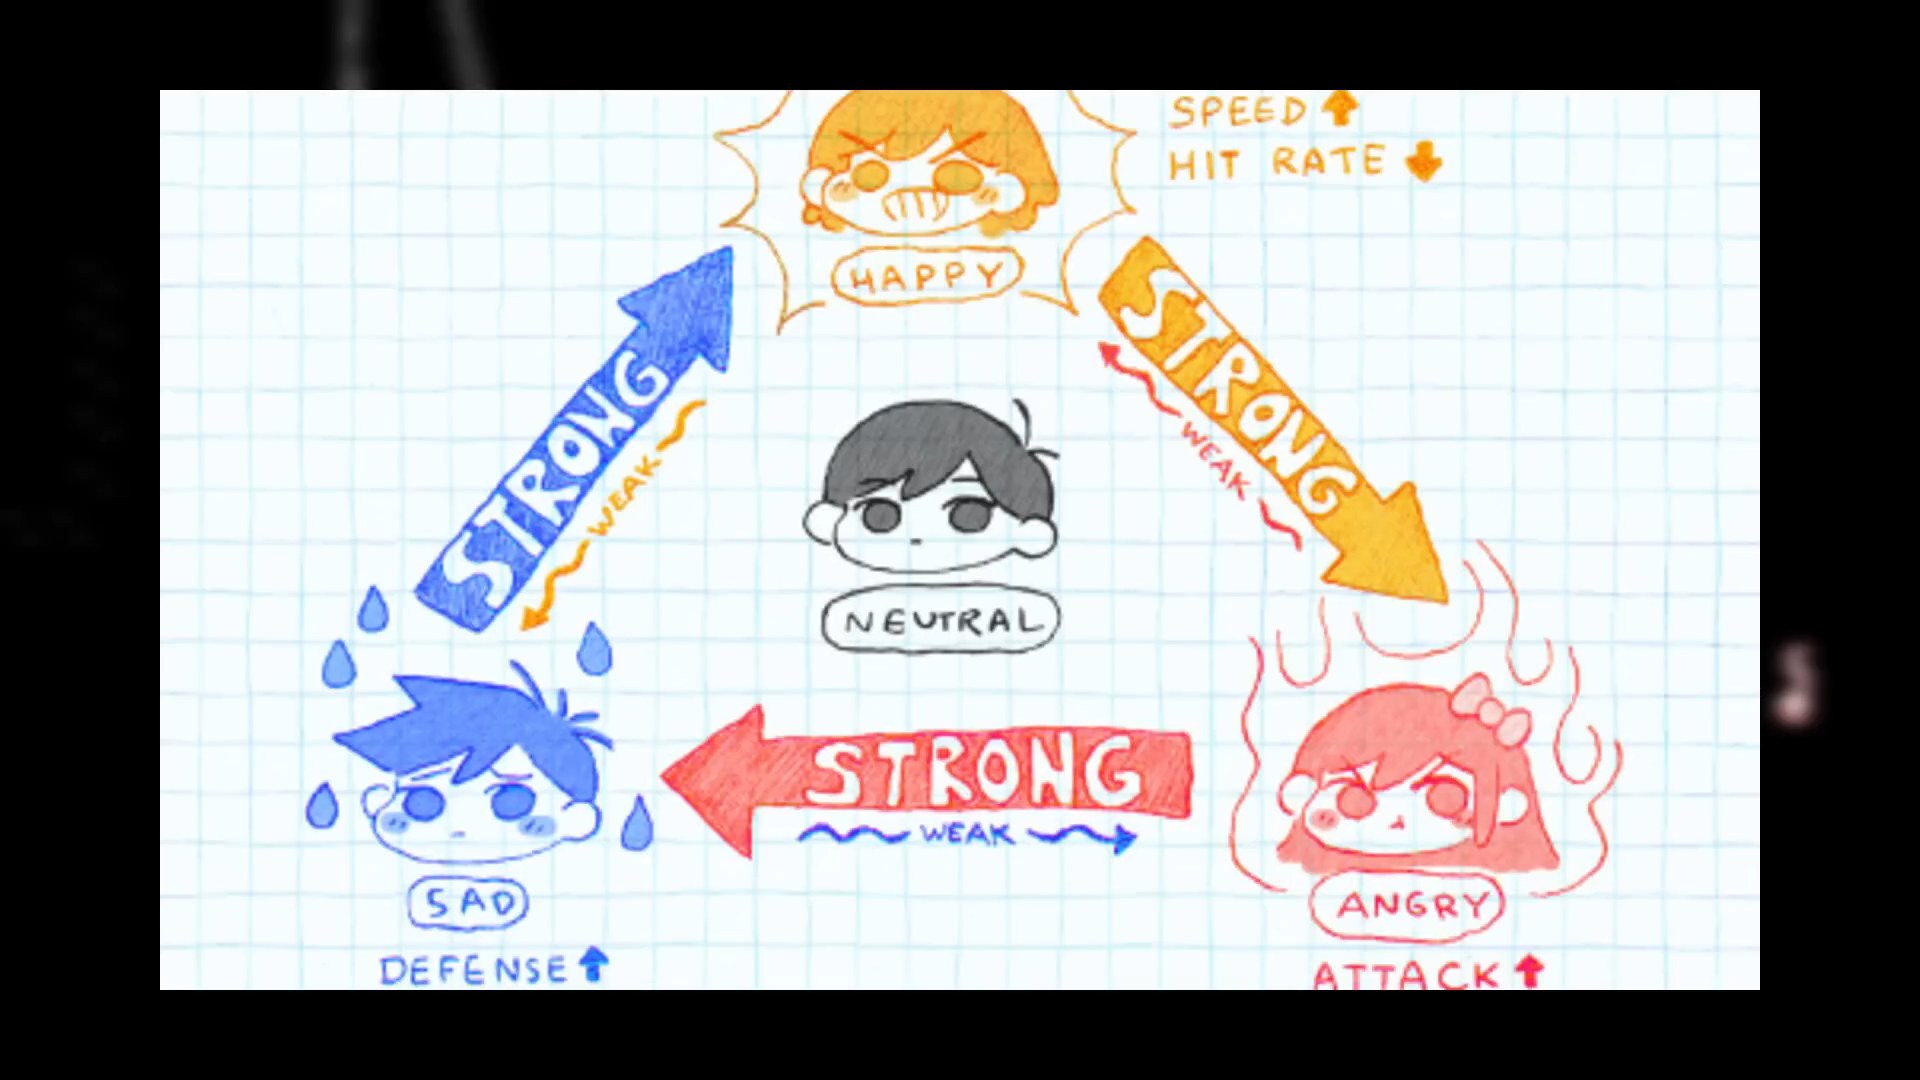 SPEED
HIT RATE
HAPPY
STRONG
WEAK
STRONG
WEAK
NEUTRAL
STRONG
WEAK
SAD
DEFENSE
ANGRY
ATTACK